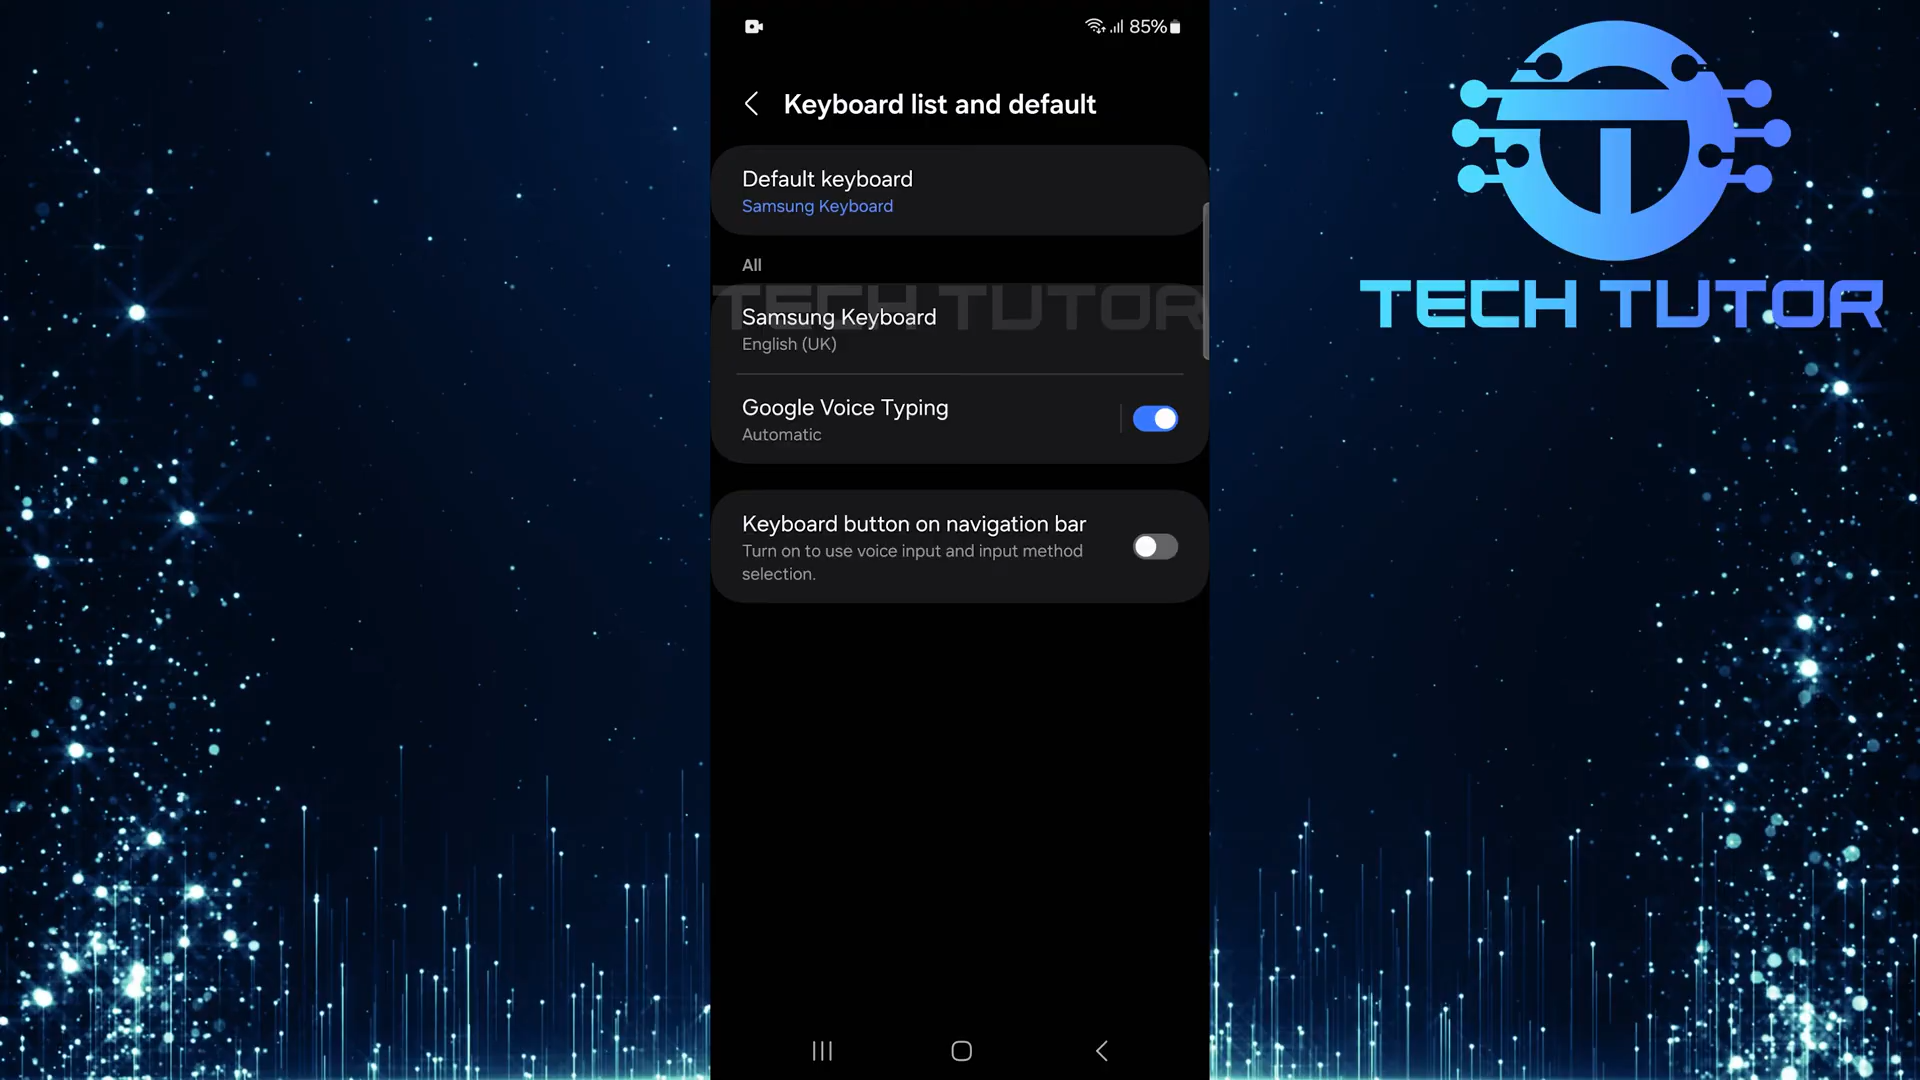 85%
Keyboard list and default
Default keyboard
Samsung Keyboard
All
TECH TUTOR
Samsung Keyboard
English (UK)
Google Voice Typing
Automatic
Keyboard button on navigation bar
Turn on to use voice input and input method
selection.
T
TECH TUTOR